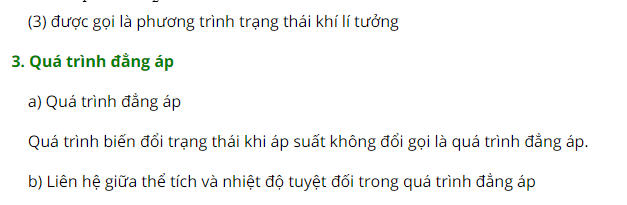 (3) được gọi là phương trình trạng thái khí lí tưởng
3. Quá trình đẳng áp
a) Quá trình đẳng áp
Quá trình biến đổi trạng thái khi áp suất không đổi gọi là quá trình đẳng áp.
b) Liên hệ giữa thể tích và nhiệt độ tuyệt đối trong quá trình đẳng áp